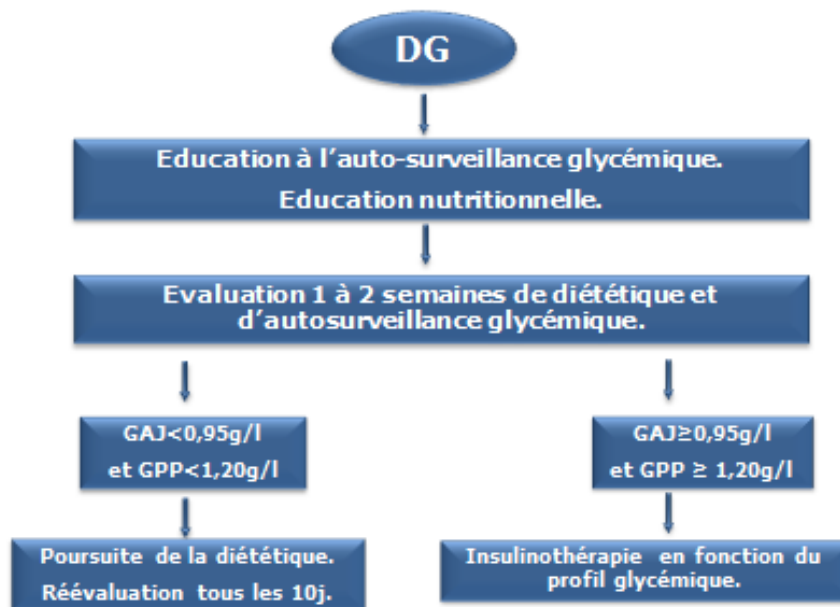 DG
Education à l'auto-surveillance glycémique.
Education nutritionnelle.
Evaluation 1 à 2 semaines de diététique et
d'autosurveillance glycémique.
GAJ<0,95g/l
et GPP<1,20g/l
GAJ≥0,95g/l
et GPP ≥ 1,20g/l
Poursuite de la diététique.
Réévaluation tous les 10j.
Insulinothérapie en fonction du
profil glycémique.